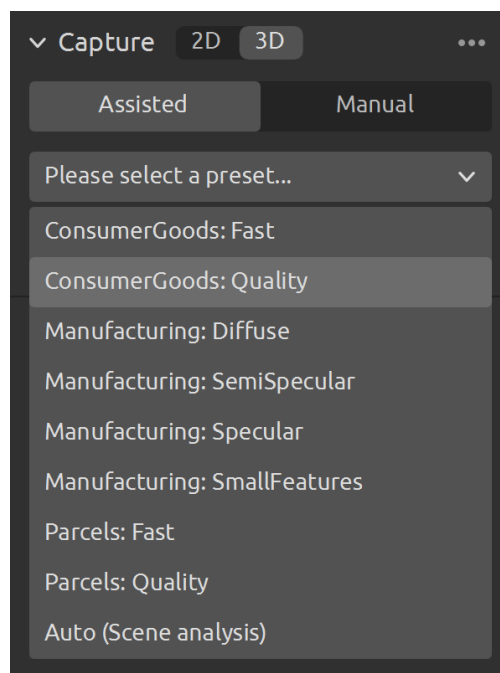 Capture 2D 3D
Assisted Manual
Please select a preset...
ConsumerGoods: Fast
ConsumerGoods: Quality
Manufacturing: Diffuse
Manufacturing: SemiSpecular
Manufacturing: Specular
Manufacturing: SmallFeatures
Parcels: Fast
Parcels: Quality
Auto (Scene analysis)